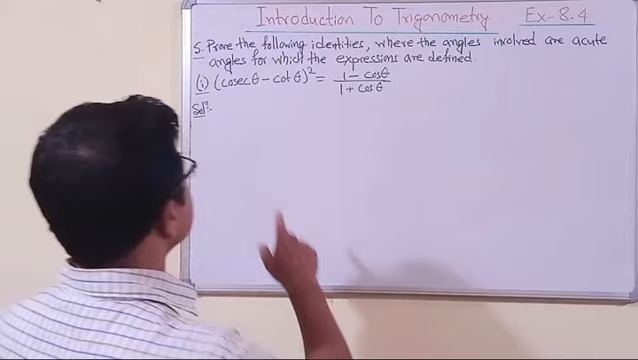 Introduction To Trigonometry Ex-8.4
5. Prove the following identities, where the angles involved are acute
angles for which the expressions are defined.
(i) (cosec θ - cot θ)² = 1 - cos θ / 1 + cos θ
Solⁿ:-